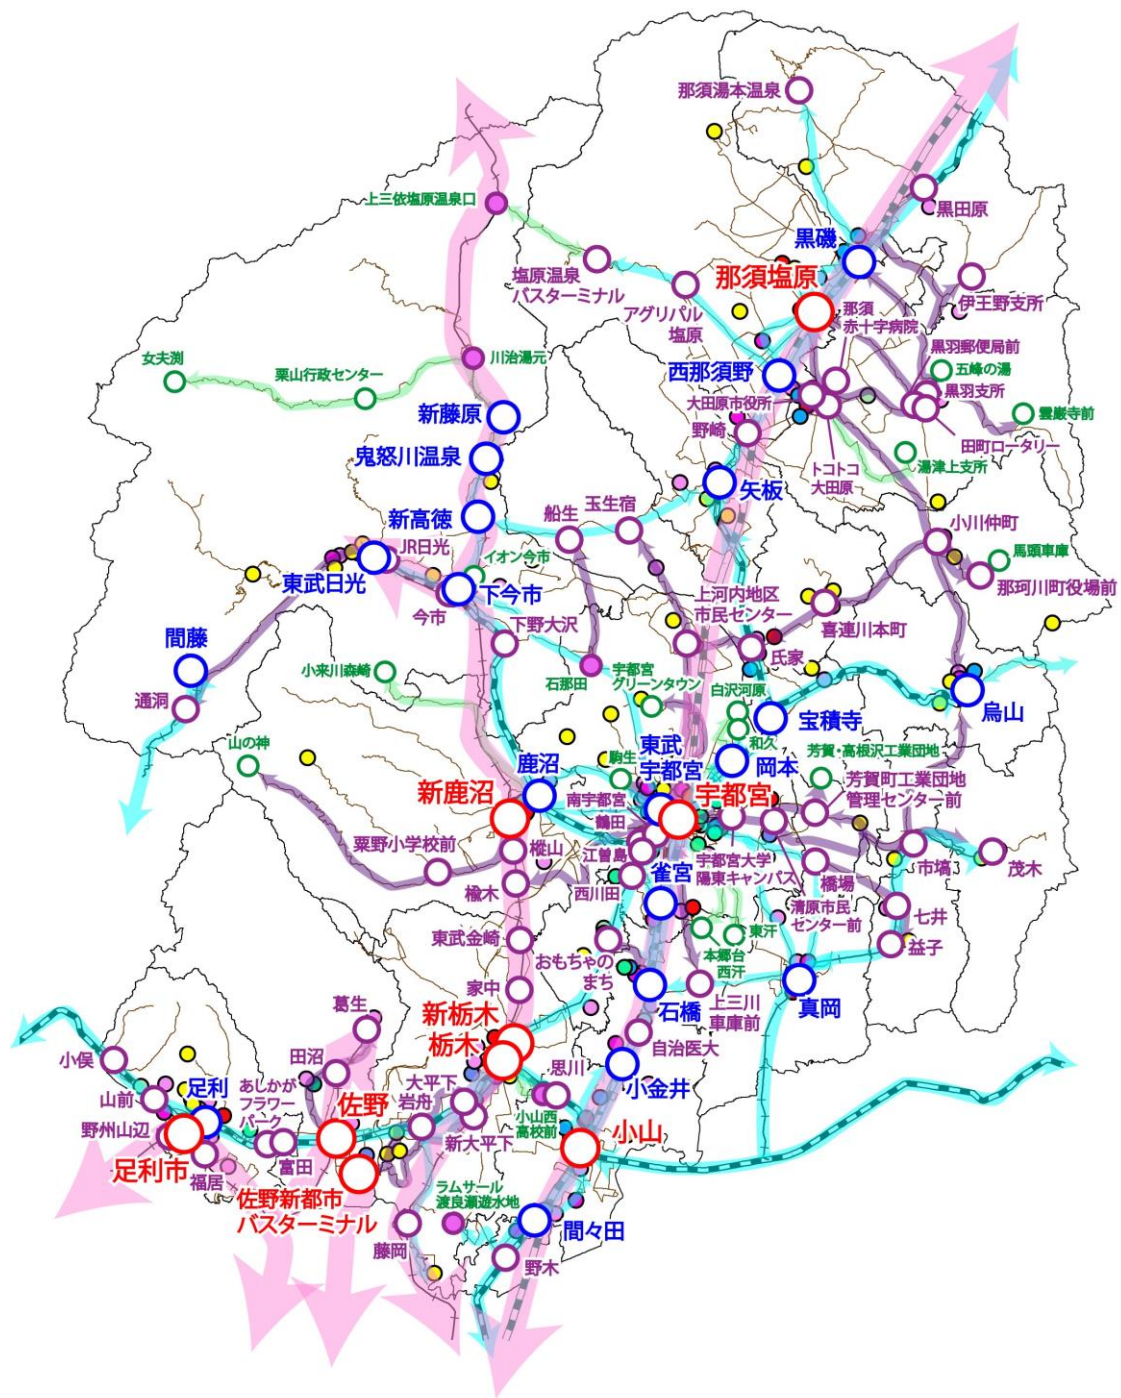 那須湯本温泉
黒田原
上三依塩原温泉口
黒磯
塩原温泉
バスターミナル
那須塩原
アグリパル
塩原
伊王野支所
那須
赤十字病院
女夫渕
栗山行政センター
川治湯元
黒羽郵便局前
五峰の湯
西那須野
黒羽支所
大田原市役所
雲巌寺前
新藤原
野崎
田町ロータリー
鬼怒川温泉
トコトコ
大田原
湯津上支所
矢板
玉生宿
船生
新高徳
小川仲町
JR日光
イオン今市
馬頭車庫
東武日光
下今市
那珂川町役場前
今市
上河内地区
市民センター
下野大沢
喜連川本町
間藤
氏家
小来川森崎
石那田
宇都宮
グリーンタウン
白沢河原
通洞
烏山
宝積寺
和久
山の神
東武
宇都宮
岡本
芳賀・高根沢工業団地
鹿沼
駒生
芳賀町工業団地
管理センター前
新鹿沼
南宇都宮
宇都宮
鶴田
粟野小学校前
樅山
江曽島
宇都宮大学
陽東キャンパス
市塙
茂木
楡木
西川田
雀宮
橋場
清原市民
センター前
七井
東武金崎
おもちゃの
まち
本郷台
西汗
東汗
益子
家中
石橋
上三川
車庫前
真岡
葛生
新栃木
栃木
自治医大
小俣
田沼
思川
小金井
山前
足利
あしかが
フラワー
パーク
大平下
岩舟
佐野
小山西
高校前
小山
野州山辺
新大平下
足利市
福居
富田
佐野新都市
バスターミナル
ラムサール
渡良瀬遊水地
間々田
藤岡
野木